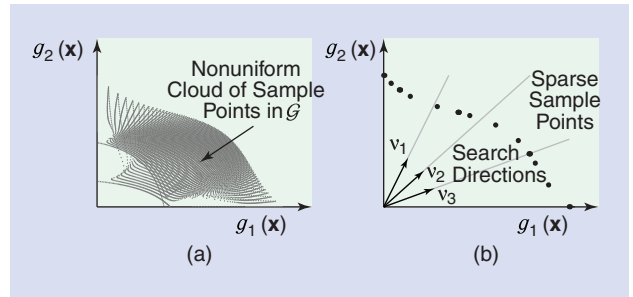 g₂ (x)
Nonuniform
Cloud of Sample
Points in 𝒢
g₁ (x)
(a)
g₂ (x)
Sparse
Sample
Points
Search
Directions
v₁
v₂
v₃
g₁ (x)
(b)